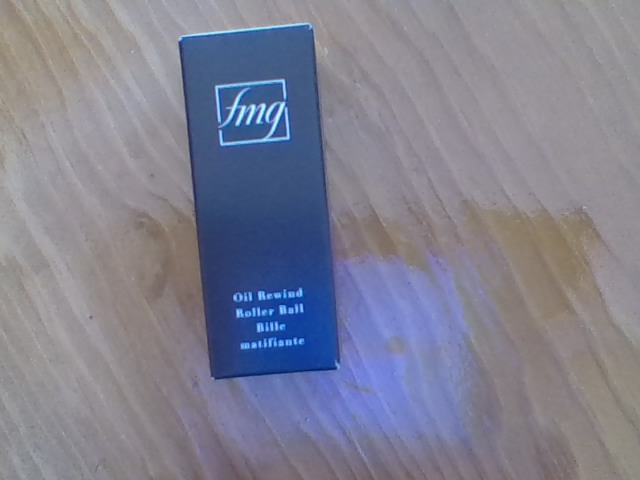 fmg
Oil Rewind
Roller Ball
Bille
matifiante